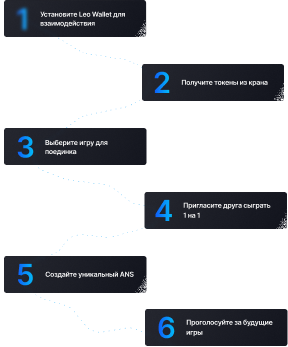 1
Установите Leo Wallet для
взаимодействия
2
Получите токены из крана
3
Выберите игру для
поединка
4
Пригласите друга сыграть
1 на 1
5
Создайте уникальный ANS
6
Проголосуйте за будущие
игры